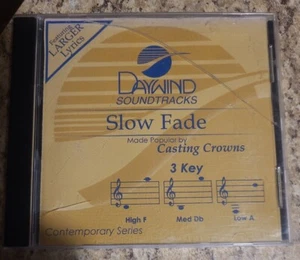 Featuring
LARGER
Lyrics
DAYWIND
SOUNDTRACKS
Slow Fade
Made Popular by
Casting Crowns
3 Key
High F
Med Db
Low A
Contemporary Series